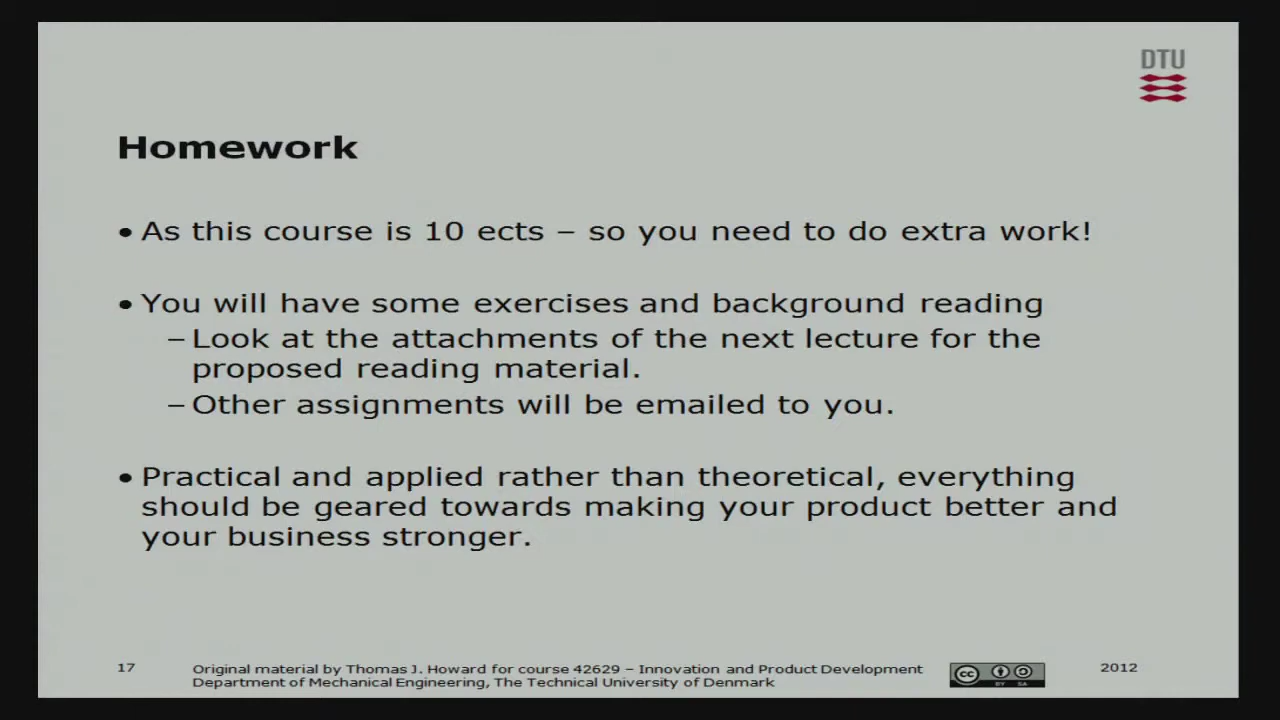 DTU
Homework
• As this course is 10 ects – so you need to do extra work!
• You will have some exercises and background reading
– Look at the attachments of the next lecture for the
proposed reading material.
– Other assignments will be emailed to you.
• Practical and applied rather than theoretical, everything
should be geared towards making your product better and
your business stronger.
17
Original material by Thomas J. Howard for course 42629 – Innovation and Product Development
Department of Mechanical Engineering, The Technical University of Denmark
cc BY SA
2012